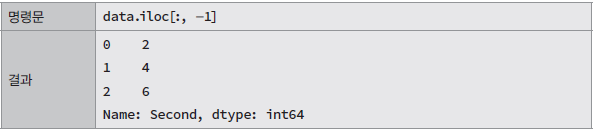 명령문 data.iloc[:, -1]
결과
0 2
1 4
2 6
Name: Second, dtype: int64